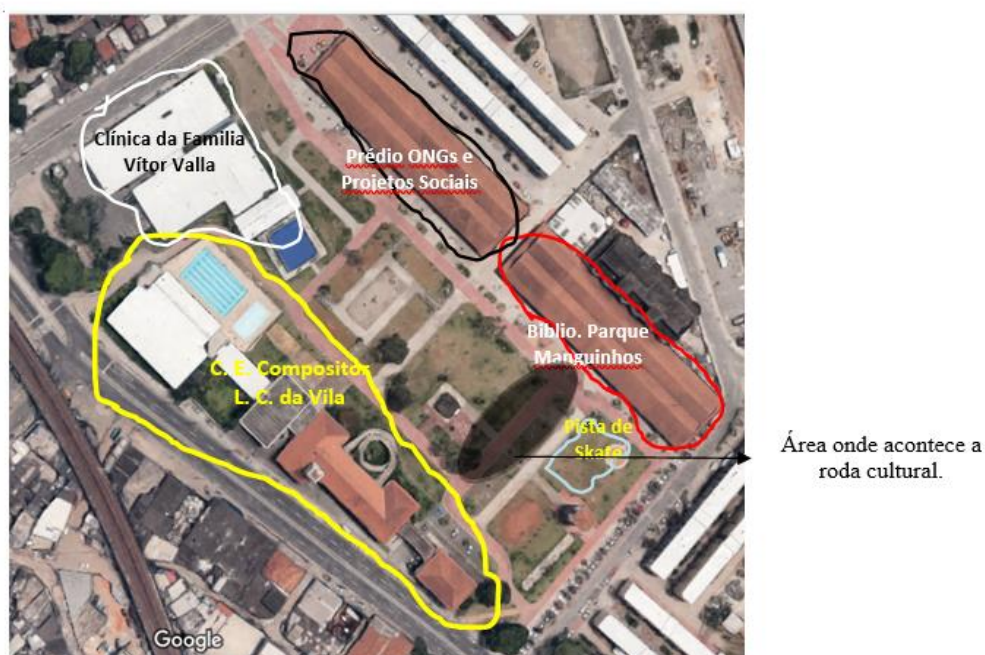 Clínica da Familia
Vítor Valla
Prédio ONGs e
Projetos Sociais
Biblio. Parque
Manguinhos
C. E. Compositor
L. C. da Vila
Pista de
Skate
Área onde acontece a
roda cultural.
Google